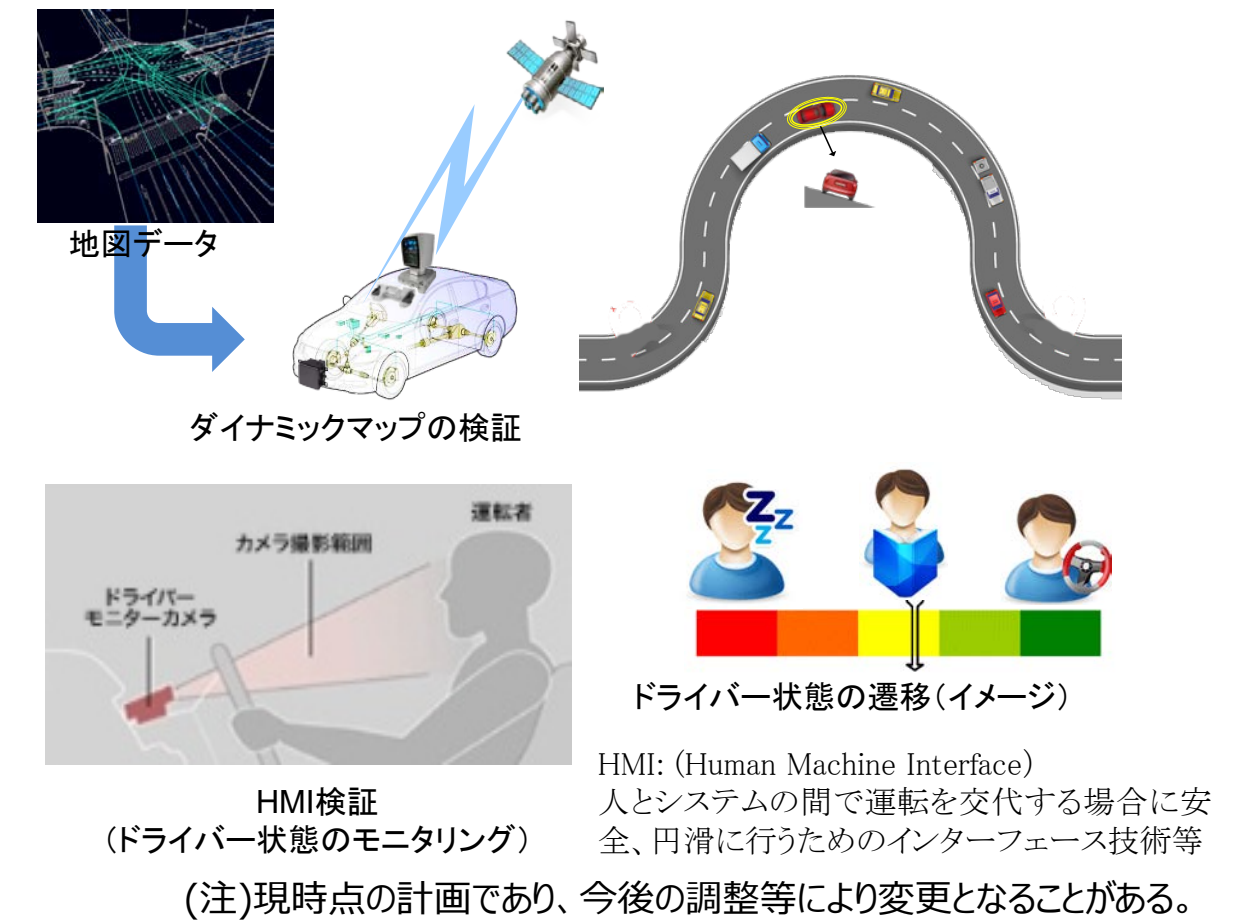 地図データ
ダイナミックマップの検証
運転者
カメラ撮影範囲
ドライバー
モニターカメラ
HMI検証
（ドライバー状態のモニタリング）
ZZZ
ドライバー状態の遷移（イメージ）
HMI: (Human Machine Interface)
人とシステムの間で運転を交代する場合に安
全、円滑に行うためのインターフェース技術等
(注)現時点の計画であり、今後の調整等により変更となることがある。